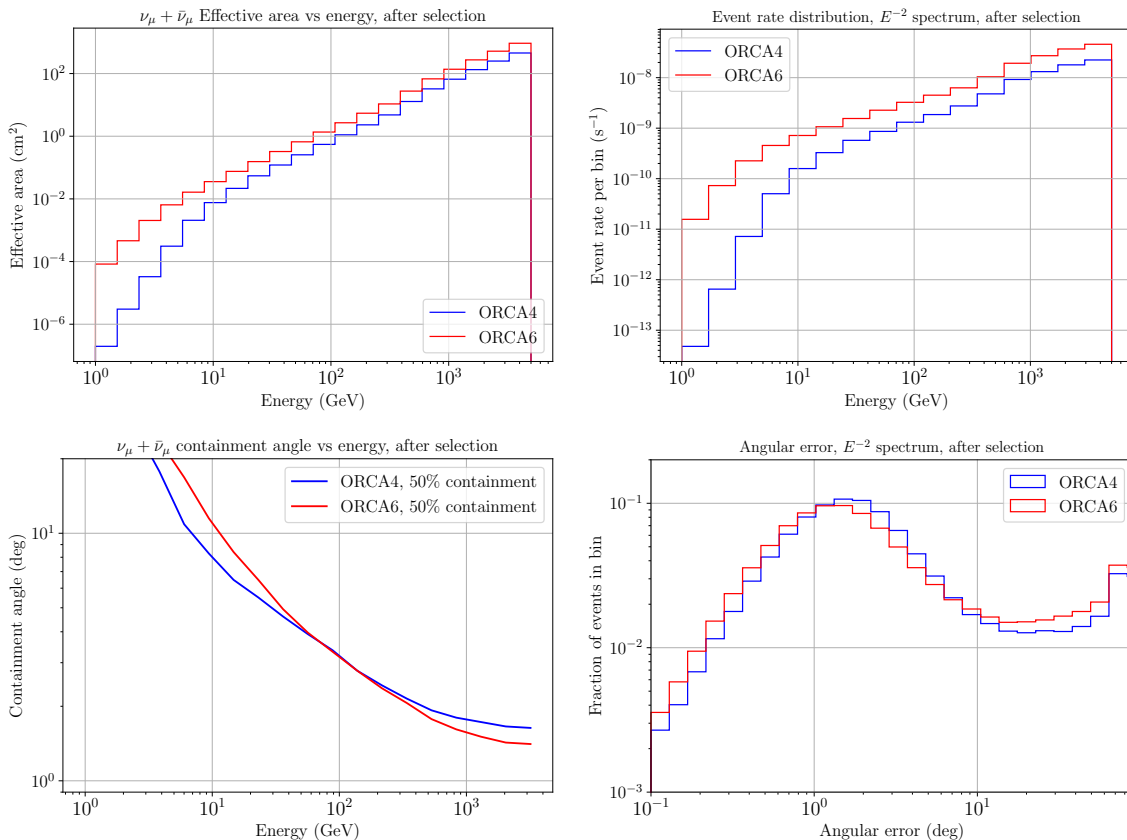 ν_μ + ν̄_μ Effective area vs energy, after selection
Effective area (cm²)
10²
10⁰
10⁻²
10⁻⁴
10⁻⁶
ORCA4
ORCA6
10⁰ 10¹ 10² 10³
Energy (GeV)
Event rate distribution, E⁻² spectrum, after selection
ORCA4
ORCA6
Event rate per bin (s⁻¹)
10⁻⁸
10⁻⁹
10⁻¹⁰
10⁻¹¹
10⁻¹²
10⁻¹³
10⁰ 10¹ 10² 10³
Energy (GeV)
ν_μ + ν̄_μ containment angle vs energy, after selection
ORCA4, 50% containment
ORCA6, 50% containment
Containment angle (deg)
10¹
10⁰
10⁰ 10¹ 10² 10³
Energy (GeV)
Angular error, E⁻² spectrum, after selection
ORCA4
ORCA6
Fraction of events in bin
10⁻¹
10⁻²
10⁻³
10⁻¹ 10⁰ 10¹
Angular error (deg)